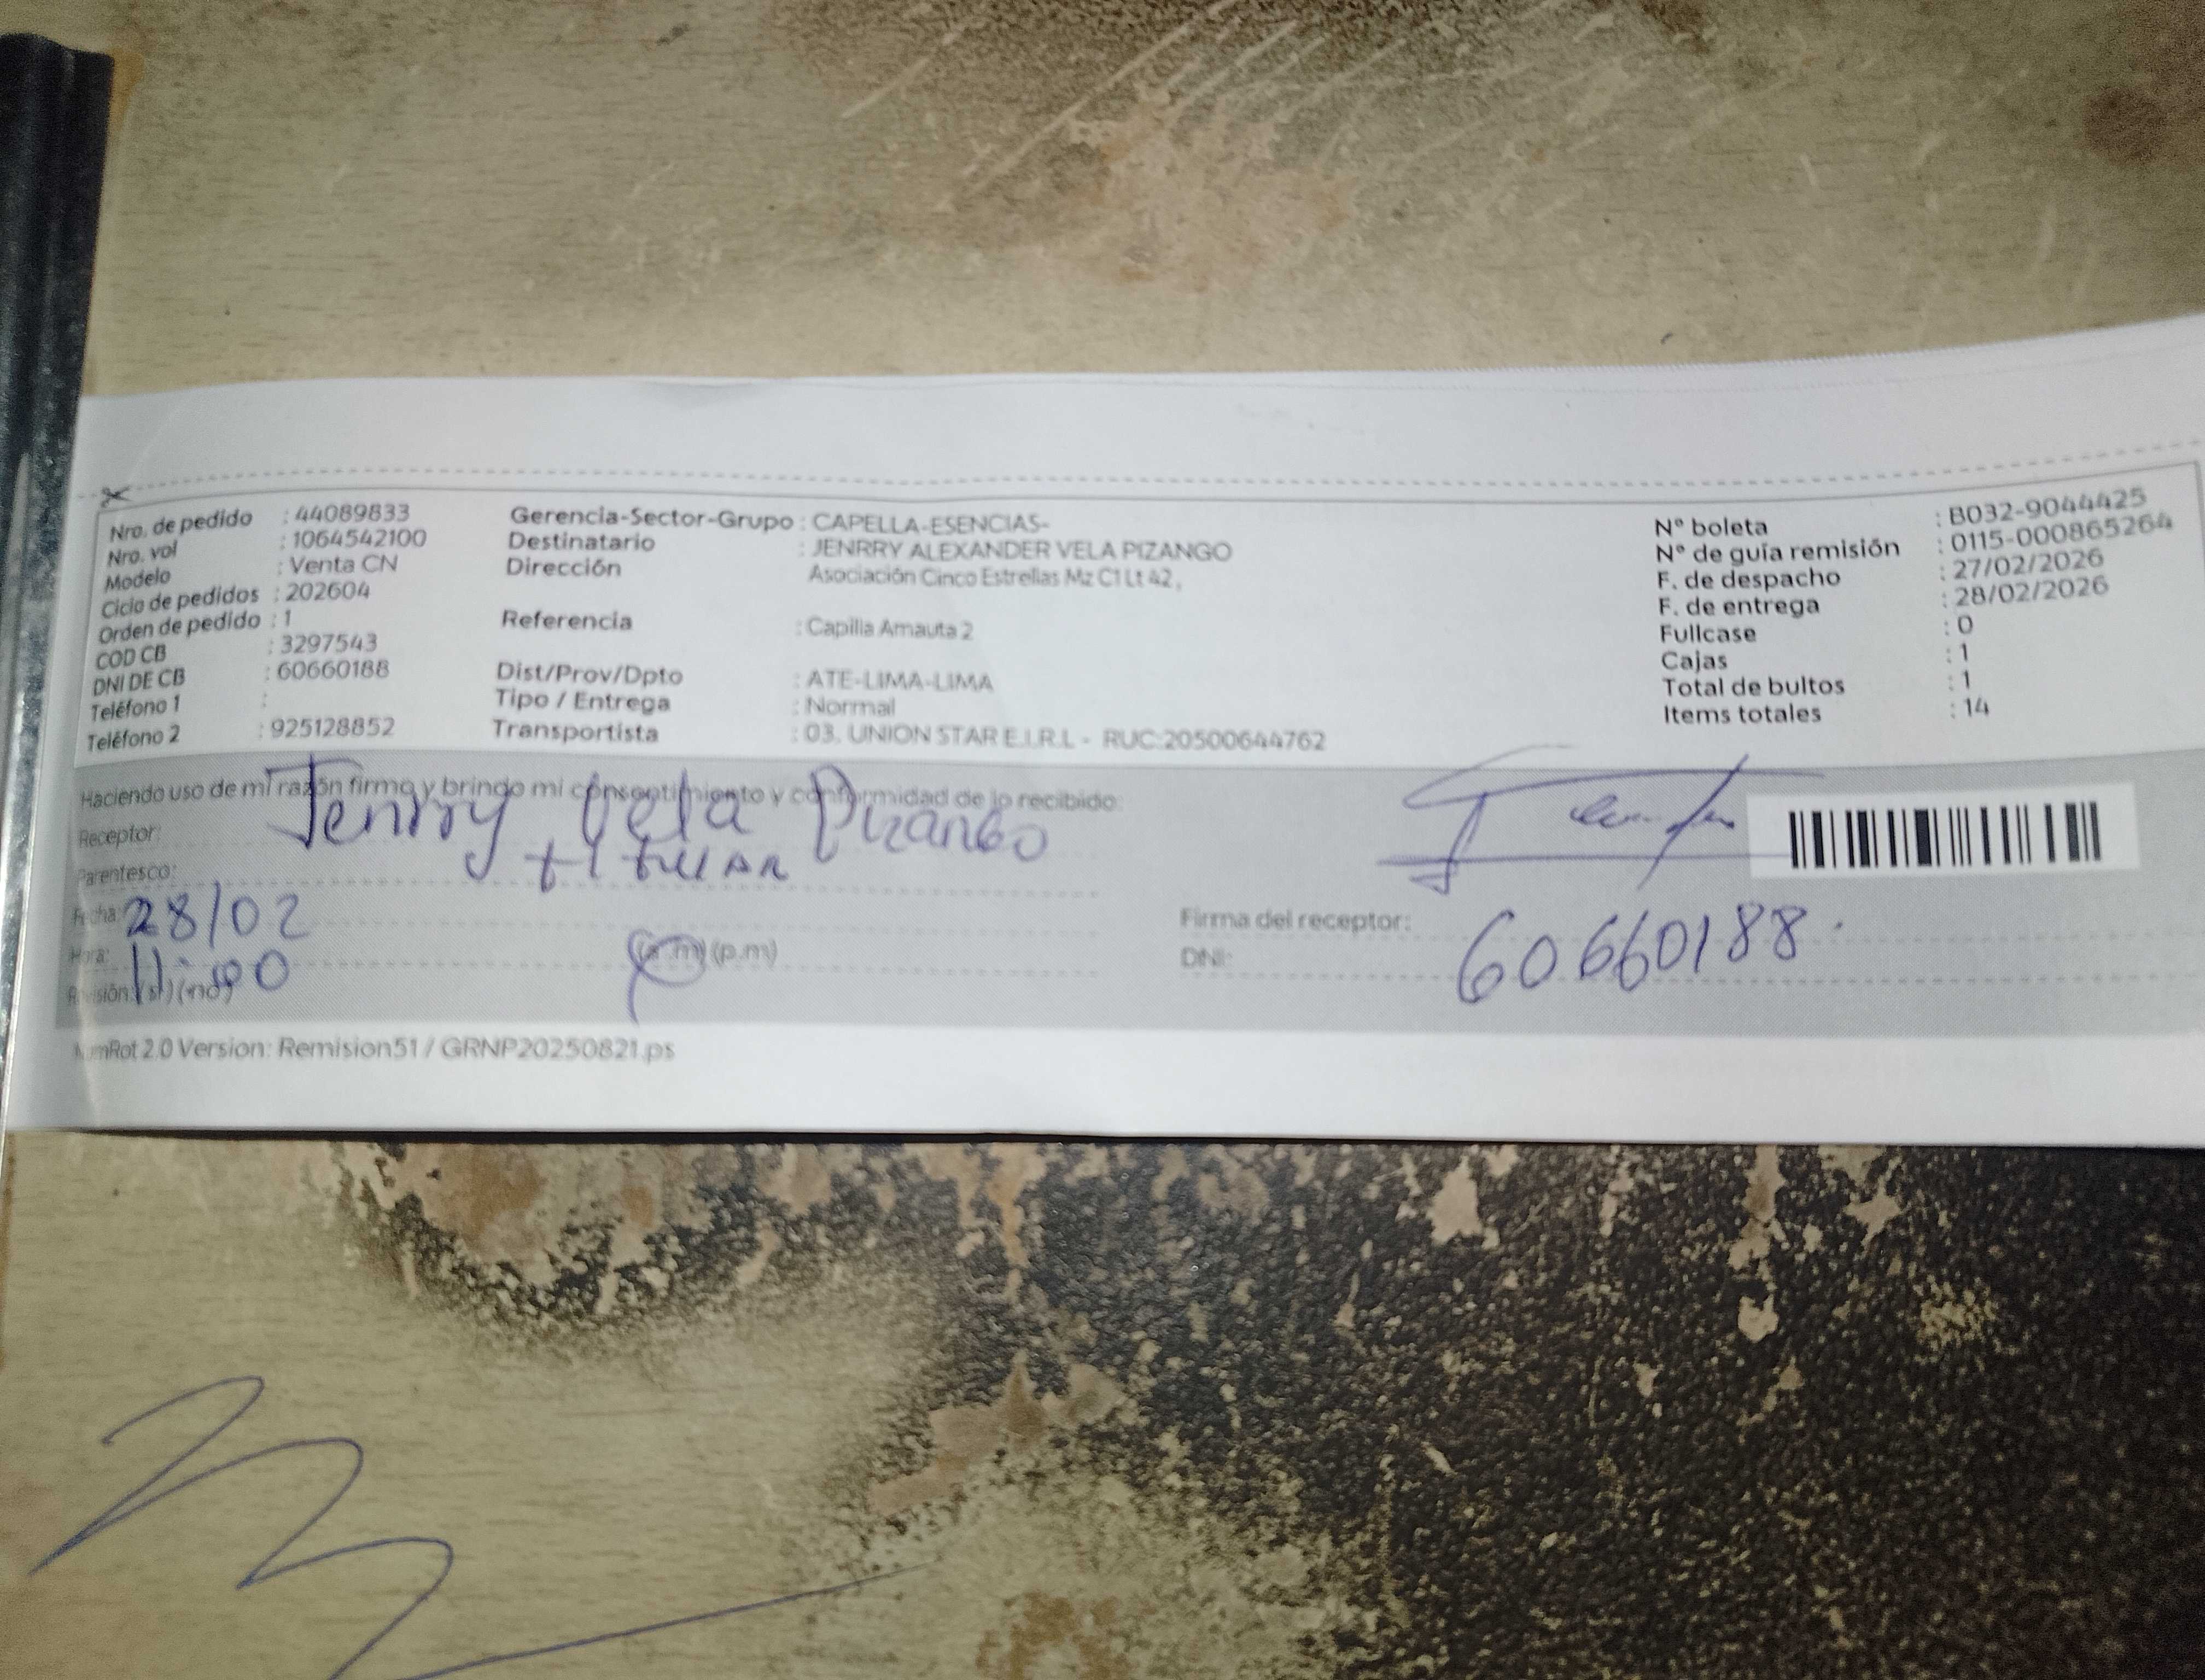 Nro. de pedido : 44089833
Nro. vol : 1064542100
Modelo : Venta CN
Ciclo de pedidos : 202604
Orden de pedido : 1
COD CB : 3297543
DNI DE CB : 60660188
Teléfono 1 :
Teléfono 2 : 925128852
Gerencia-Sector-Grupo : CAPELLA-ESENCIAS-
Destinatario : JENRRY ALEXANDER VELA PIZANGO
Dirección Asociación Cinco Estrellas Mz C1 Lt 42,
Referencia : Capilla Amauta 2
Dist/Prov/Dpto : ATE-LIMA-LIMA
Tipo / Entrega : Normal
Transportista : 03. UNION STAR E.I.R.L - RUC:20500644762
N° boleta : B032-9044425
N° de guía remisión : 0115-000865264
F. de despacho : 27/02/2026
F. de entrega : 28/02/2026
Fullcase : 0
Cajas : 1
Total de bultos : 1
Items totales : 14
Haciendo uso de mi razón firmo y brindo mi consentimiento y conformidad de lo recibido:
Receptor: Jenrry Vela Pizango
Parentesco: titular
Fecha: 28/02
Hora: 11:00 (a.m) (p.m)
Revisión: (si) (no)
Firma del receptor:
DNI: 60660188
NumRot 2.0 Version: Remision51 / GRNP20250821.ps